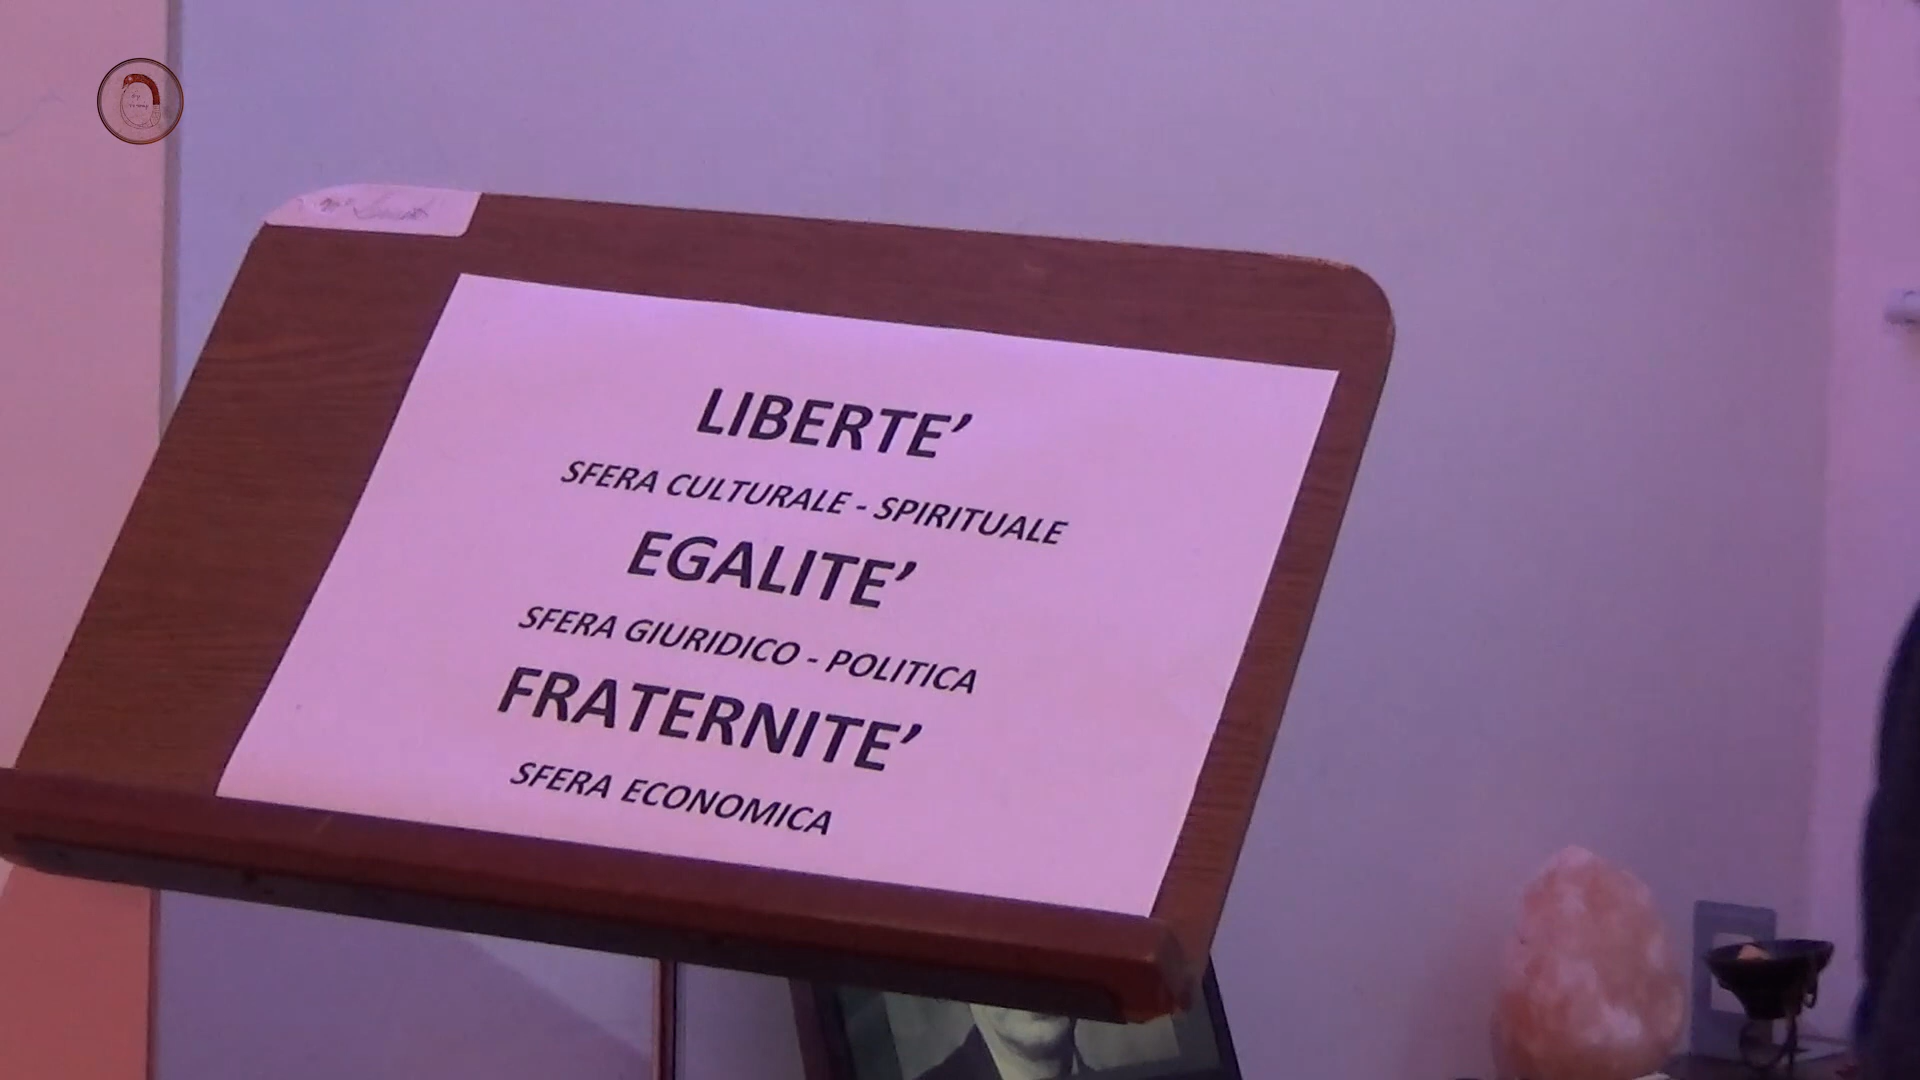 LIBERTE'
SFERA CULTURALE - SPIRITUALE
EGALITE'
SFERA GIURIDICO - POLITICA
FRATERNITE'
SFERA ECONOMICA